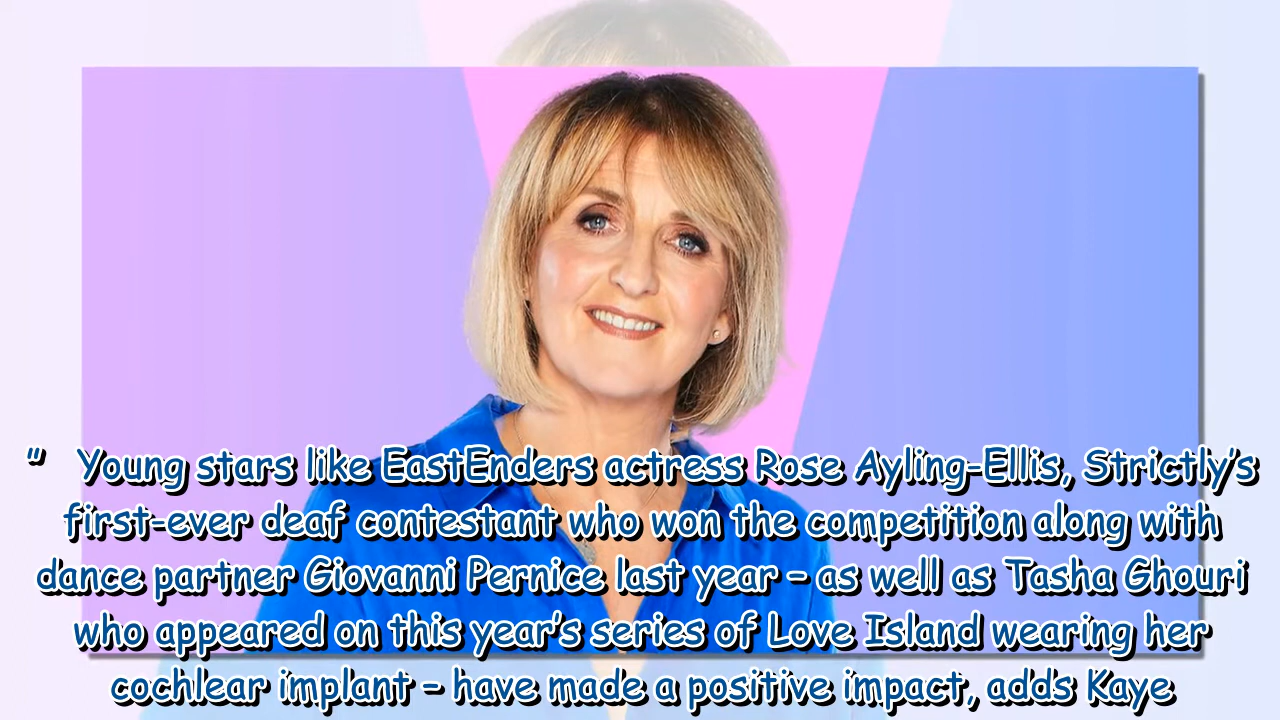 ” Young stars like EastEnders actress Rose Ayling-Ellis, Strictly’s
first-ever deaf contestant who won the competition along with
dance partner Giovanni Pernice last year – as well as Tasha Ghouri
who appeared on this year’s series of Love Island wearing her
cochlear implant – have made a positive impact, adds Kaye